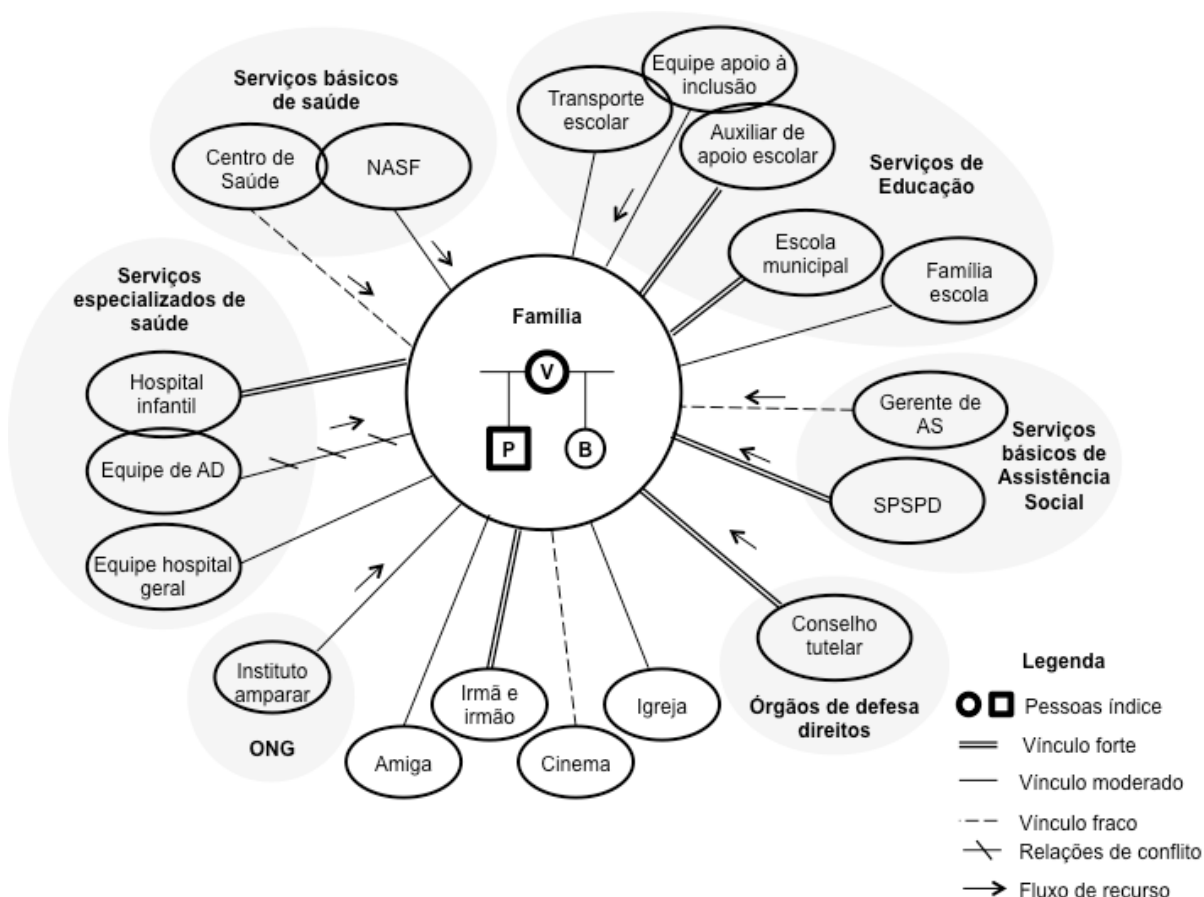 Serviços básicos
de saúde
Centro de
Saúde
NASF
Transporte
escolar
Equipe apoio à
inclusão
Auxiliar de
apoio escolar
Serviços de
Educação
Escola
municipal
Família
escola
Serviços
especializados de
saúde
Hospital
infantil
Equipe de AD
Equipe hospital
geral
Família
V
P
B
Gerente de
AS
SPSPD
Serviços
básicos de
Assistência
Social
Conselho
tutelar
Órgãos de defesa
direitos
Instituto
amparar
ONG
Amiga
Irmã e
irmão
Cinema
Igreja
Legenda
Pessoas índice
Vínculo forte
Vínculo moderado
Vínculo fraco
Relações de conflito
Fluxo de recurso